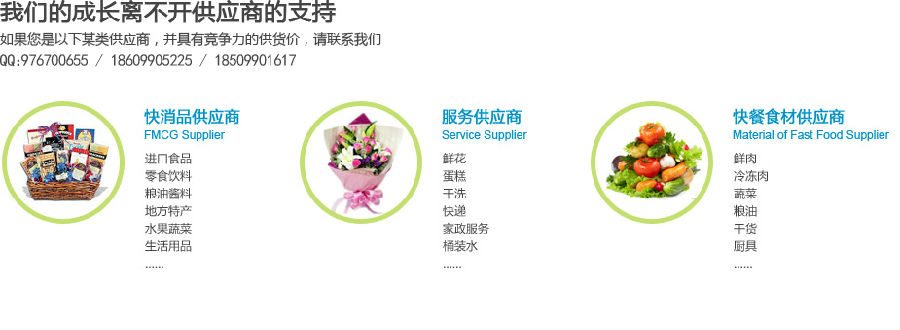 我们的成长离不开供应商的支持
如果您是以下某类供应商，并具有竞争力的供货价，请联系我们
QQ:976700655 / 18609905225 / 18509901617
快消品供应商
FMCG Supplier
进口食品
零食饮料
粮油酱料
地方特产
水果蔬菜
生活用品
......
服务供应商
Service Supplier
鲜花
蛋糕
干洗
快递
家政服务
桶装水
......
快餐食材供应商
Material of Fast Food Supplier
鲜肉
冷冻肉
蔬菜
粮油
干货
厨具
......